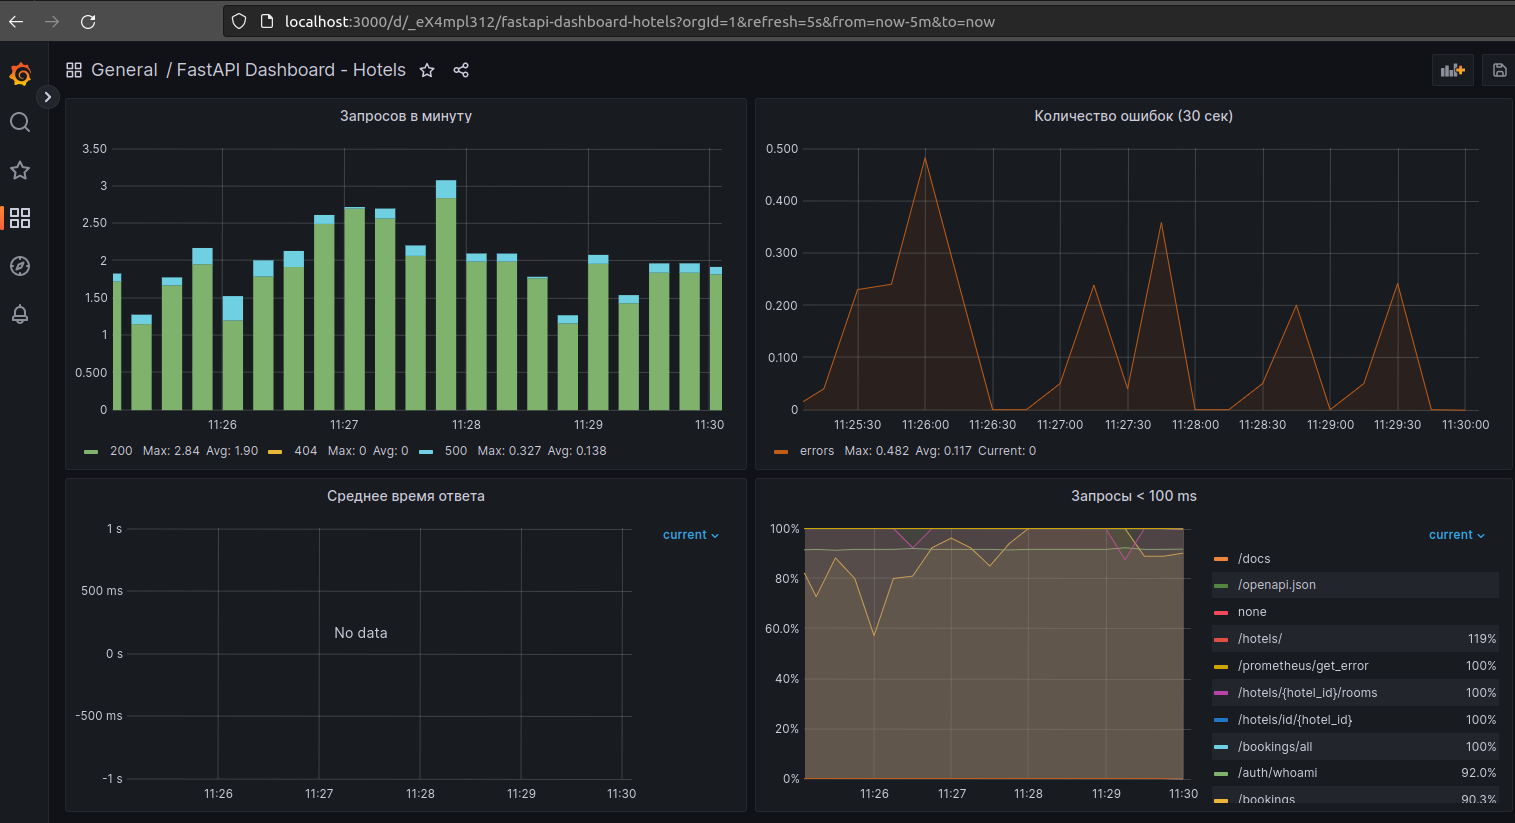 localhost:3000/d/_eX4mpl312/fastapi-dashboard-hotels?orgId=1&refresh=5s&from=now-5m&to=now
General / FastAPI Dashboard - Hotels
Запросов в минуту
3.50
3
2.50
2
1.50
1
0.500
0
11:26 11:27 11:28 11:29 11:30
200 Max: 2.84 Avg: 1.90 404 Max: 0 Avg: 0 500 Max: 0.327 Avg: 0.138
Количество ошибок (30 сек)
0.500
0.400
0.300
0.200
0.100
0
11:25:30 11:26:00 11:26:30 11:27:00 11:27:30 11:28:00 11:28:30 11:29:00 11:29:30 11:30:00
errors Max: 0.482 Avg: 0.117 Current: 0
Среднее время ответа
current
1 s
500 ms
No data
0 s
-500 ms
-1 s
11:26 11:27 11:28 11:29 11:30
Запросы < 100 ms
100%
80%
60.0%
40%
20%
0%
11:26 11:27 11:28 11:29 11:30
current
/docs
/openapi.json
none
/hotels/ 119%
/prometheus/get_error 100%
/hotels/{hotel_id}/rooms 100%
/hotels/id/{hotel_id} 100%
/bookings/all 100%
/auth/whoami 92.0%
/bookings 90.3%